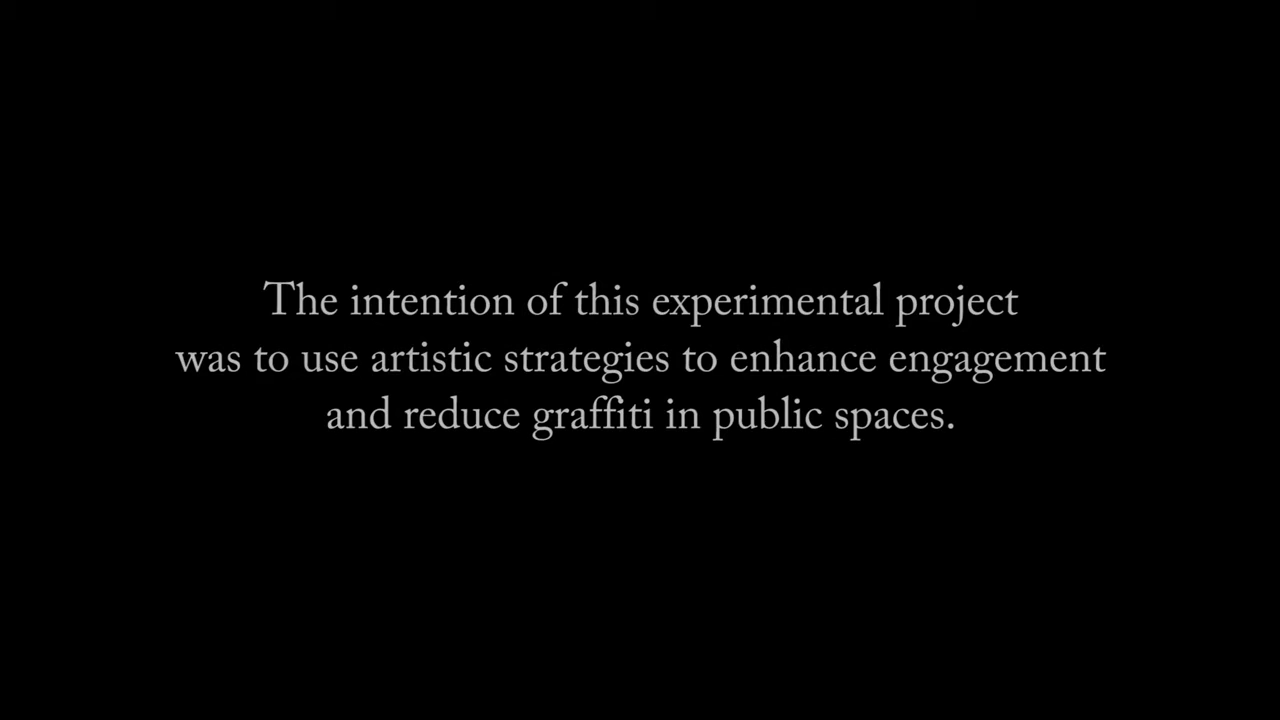 The intention of this experimental project
was to use artistic strategies to enhance engagement
and reduce graffiti in public spaces.